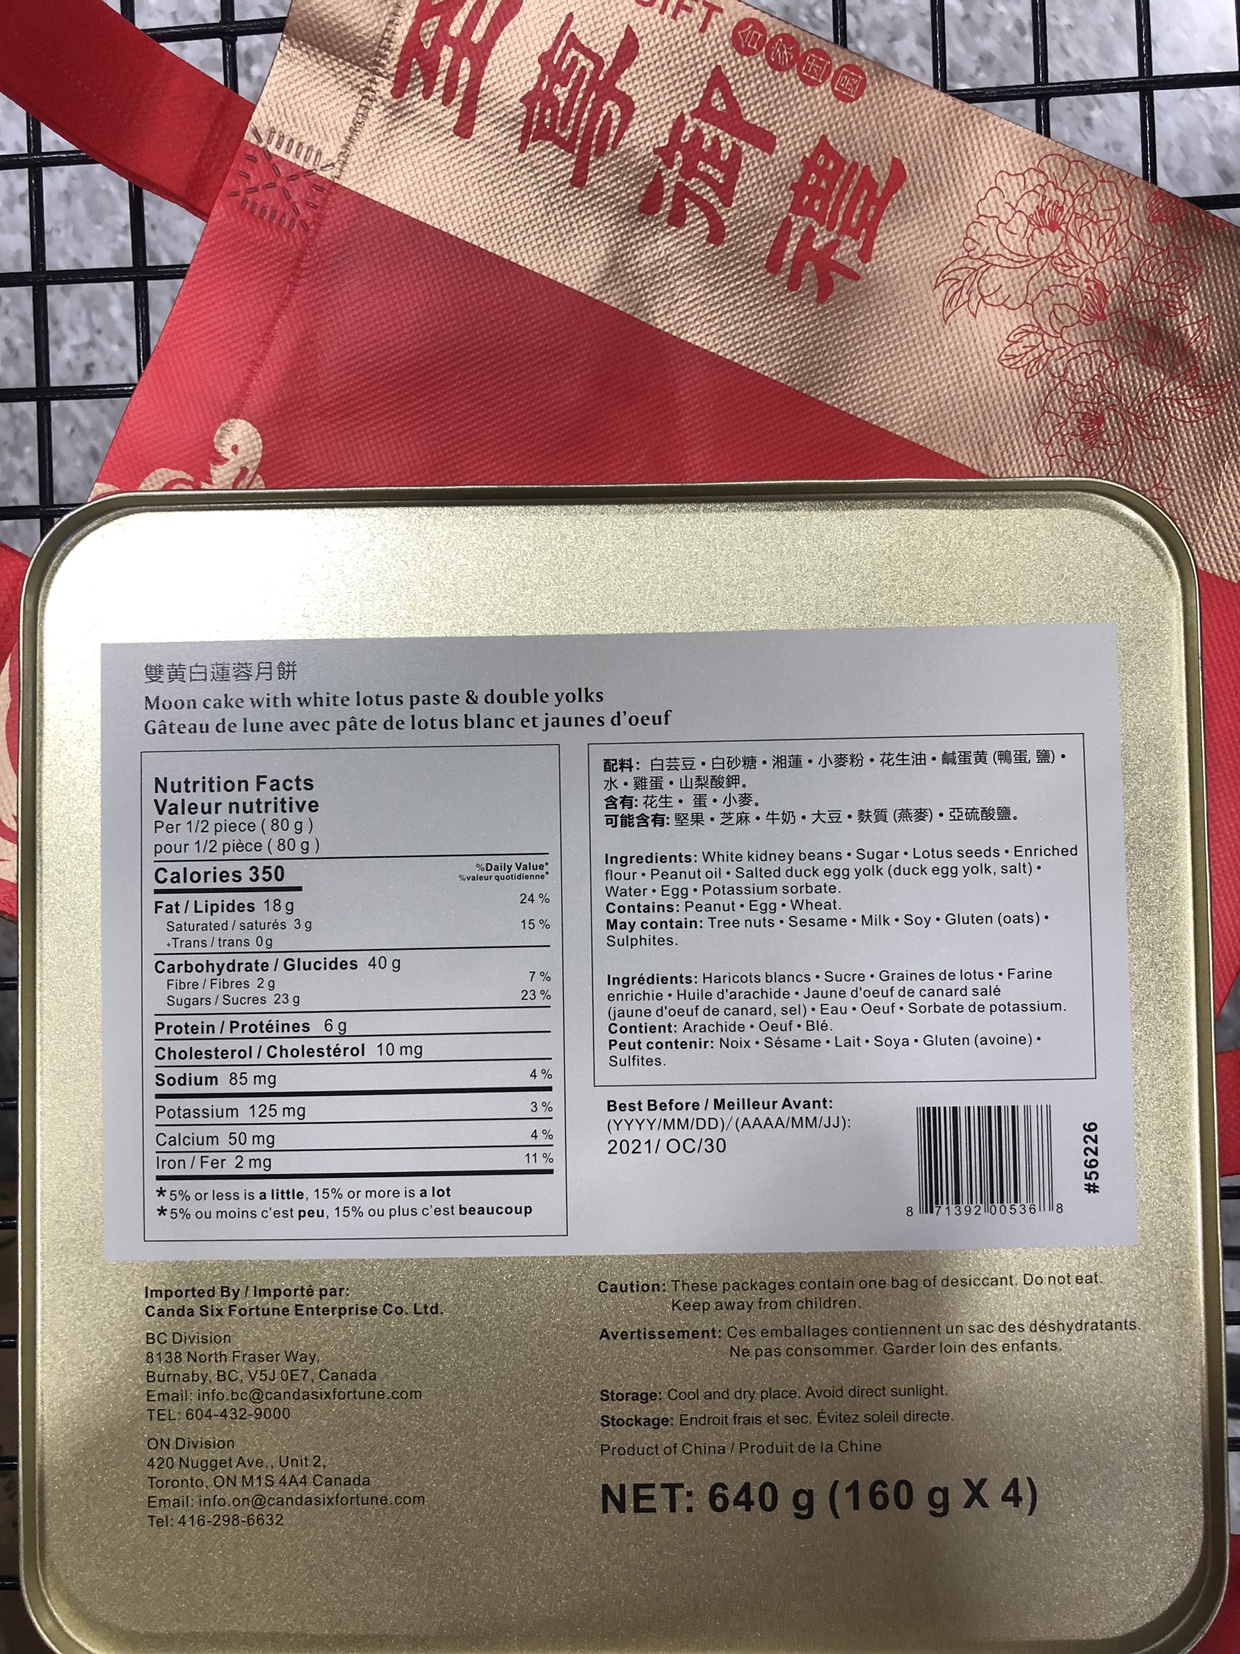 GIFT 合家团圆
至尊御禮
雙黄白蓮蓉月餅
Moon cake with white lotus paste & double yolks
Gâteau de lune avec pâte de lotus blanc et jaunes d'oeuf
Nutrition Facts
Valeur nutritive
Per 1/2 piece ( 80 g )
pour 1/2 pièce ( 80 g )
Calories 350
%Daily Value*
%valeur quotidienne*
Fat / Lipides 18 g 24 %
Saturated / saturés 3 g 15 %
+Trans / trans 0 g
Carbohydrate / Glucides 40 g
Fibre / Fibres 2 g 7 %
Sugars / Sucres 23 g 23 %
Protein / Protéines 6 g
Cholesterol / Cholestérol 10 mg
Sodium 85 mg 4 %
Potassium 125 mg 3 %
Calcium 50 mg 4 %
Iron / Fer 2 mg 11 %
*5% or less is a little, 15% or more is a lot
*5% ou moins c'est peu, 15% ou plus c'est beaucoup
配料: 白芸豆•白砂糖•湘蓮•小麥粉•花生油•鹹蛋黄 (鴨蛋, 鹽)•
水•雞蛋•山梨酸鉀。
含有: 花生• 蛋•小麥。
可能含有: 堅果•芝麻•牛奶•大豆•麩質 (燕麥)•亞硫酸鹽。
Ingredients: White kidney beans • Sugar • Lotus seeds • Enriched
flour • Peanut oil • Salted duck egg yolk (duck egg yolk, salt) •
Water • Egg • Potassium sorbate.
Contains: Peanut • Egg • Wheat.
May contain: Tree nuts • Sesame • Milk • Soy • Gluten (oats) •
Sulphites.
Ingrédients: Haricots blancs • Sucre • Graines de lotus • Farine
enrichie • Huile d'arachide • Jaune d'oeuf de canard salé
(jaune d'oeuf de canard, sel) • Eau • Oeuf • Sorbate de potassium.
Contient: Arachide • Oeuf • Blé.
Peut contenir: Noix • Sésame • Lait • Soya • Gluten (avoine) •
Sulfites.
Best Before / Meilleur Avant:
(YYYY/MM/DD)/(AAAA/MM/JJ):
2021/ OC/30
8 71392 00536 8
#56226
Imported By / Importé par:
Canda Six Fortune Enterprise Co. Ltd.
BC Division
8138 North Fraser Way,
Burnaby, BC, V5J 0E7, Canada
Email: info.bc@candasixfortune.com
TEL: 604-432-9000
ON Division
420 Nugget Ave., Unit 2,
Toronto, ON M1S 4A4 Canada
Email: info.on@candasixfortune.com
Tel: 416-298-6632
Caution: These packages contain one bag of desiccant. Do not eat.
Keep away from children.
Avertissement: Ces emballages contiennent un sac des déshydratants.
Ne pas consommer. Garder loin des enfants.
Storage: Cool and dry place. Avoid direct sunlight.
Stockage: Endroit frais et sec. Évitez soleil directe.
Product of China / Produit de la Chine
NET: 640 g (160 g X 4)